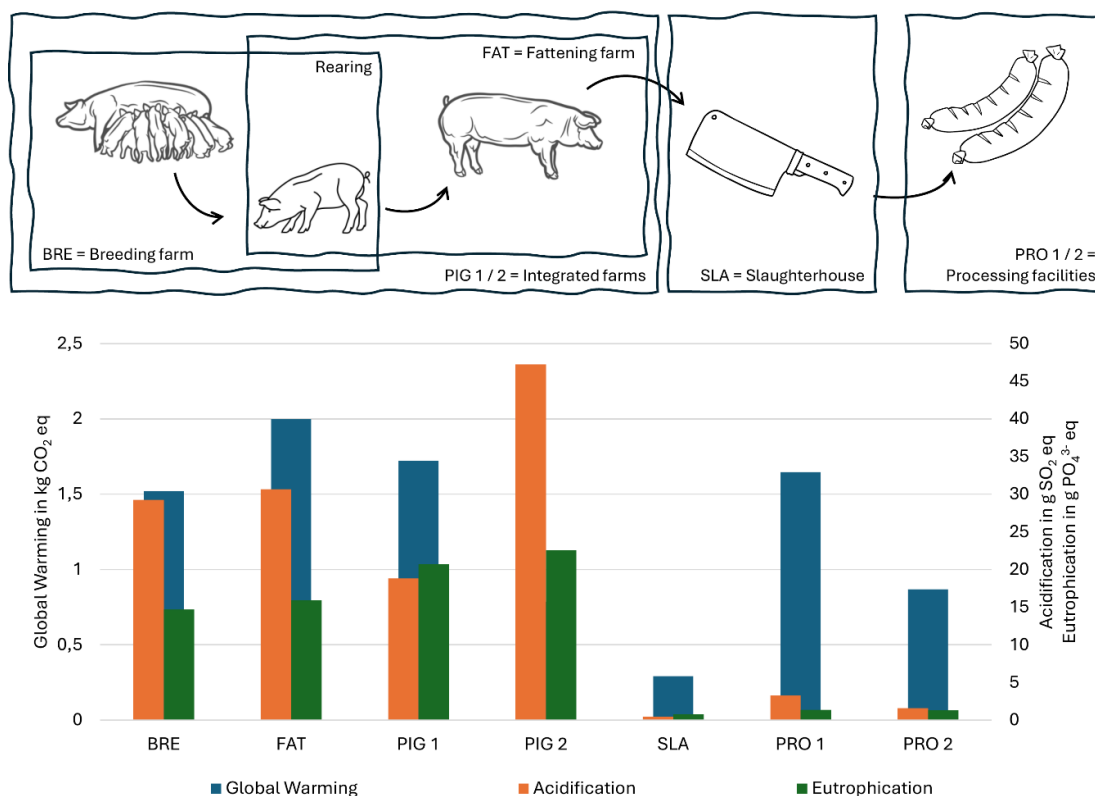 FAT = Fattening farm
Rearing
BRE = Breeding farm
PIG 1 / 2 = Integrated farms
SLA = Slaughterhouse
PRO 1 / 2 =
Processing facilities
Global Warming in kg CO₂ eq
2,5
2
1,5
1
0,5
0
50
45
40
35
30
25
20
15
10
5
0
Acidification in g SO₂ eq
Eutrophication in g PO₄³⁻ eq
BRE FAT PIG 1 PIG 2 SLA PRO 1 PRO 2
Global Warming Acidification Eutrophication